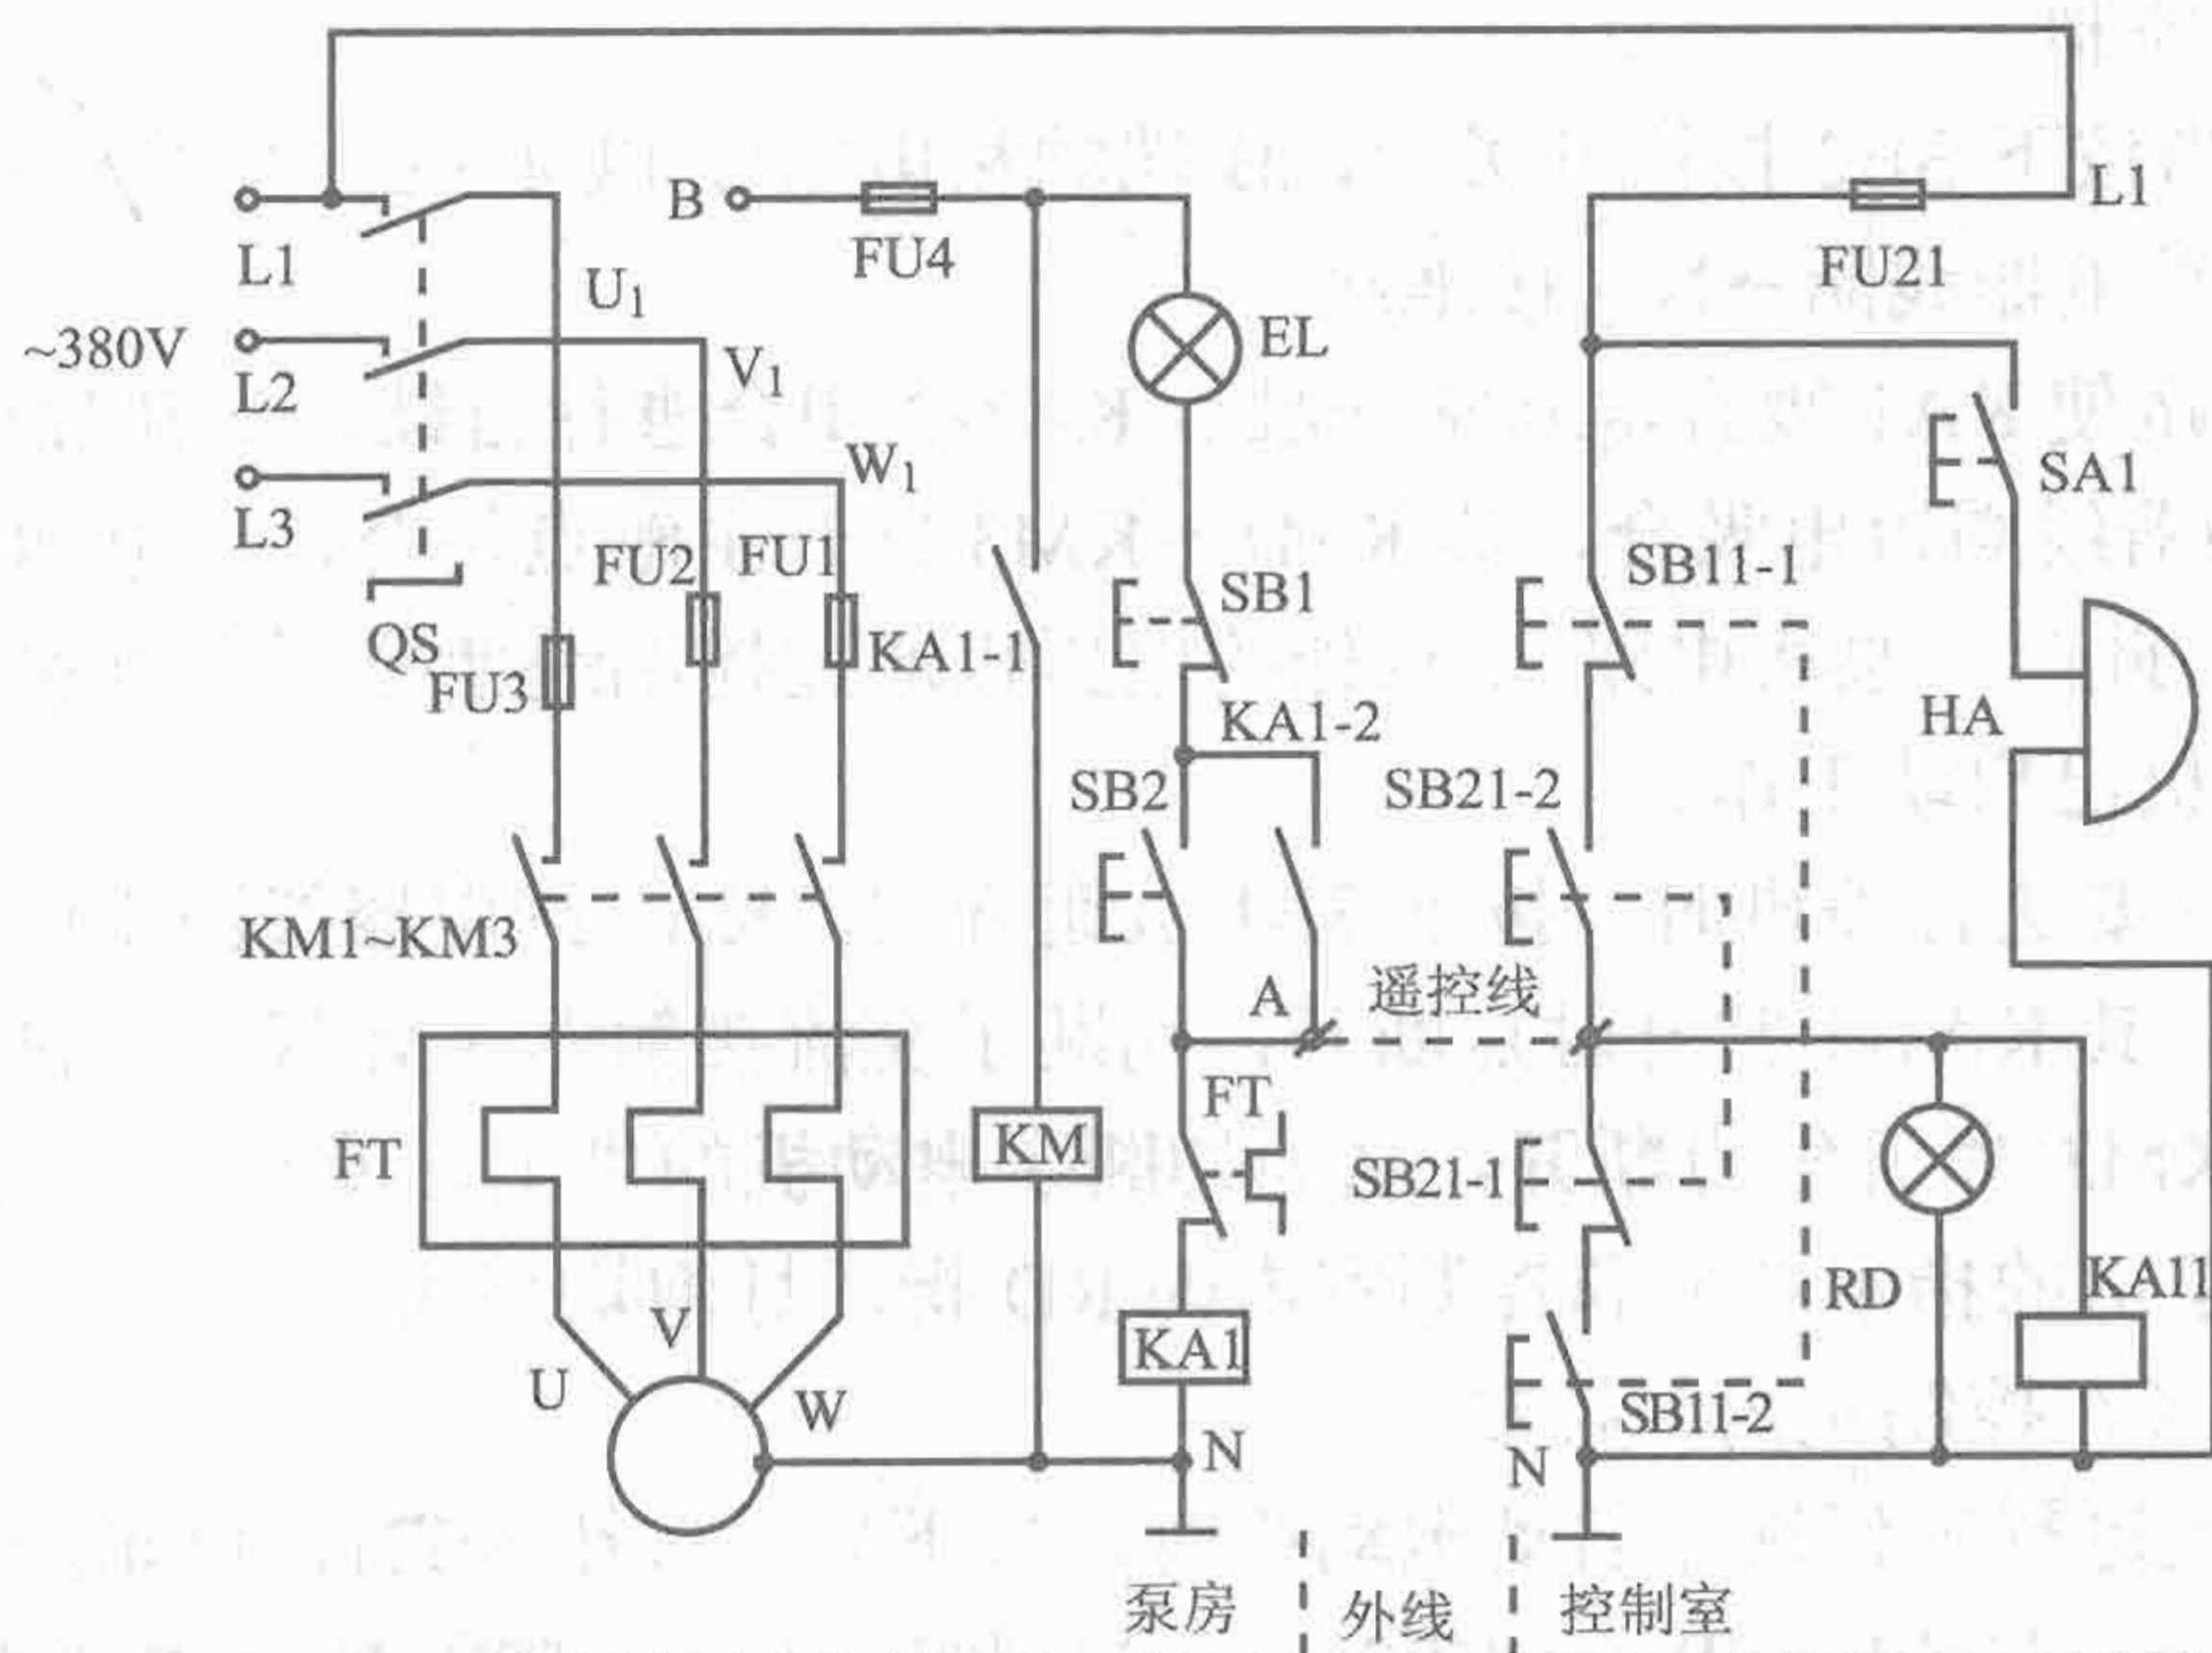 L1
B
FU4
L1
FU21
U₁
~380V
L2
V₁
EL
W₁
SA1
L3
FU2
FU1
SB1
SB11-1
QS
FU3
KA1-1
KA1-2
HA
SB2
SB21-2
KM1~KM3
A
遥控线
FT
FT
KM
SB21-1
RD
KA11
V
KA1
U
W
SB11-2
N
N
泵房
外线
控制室